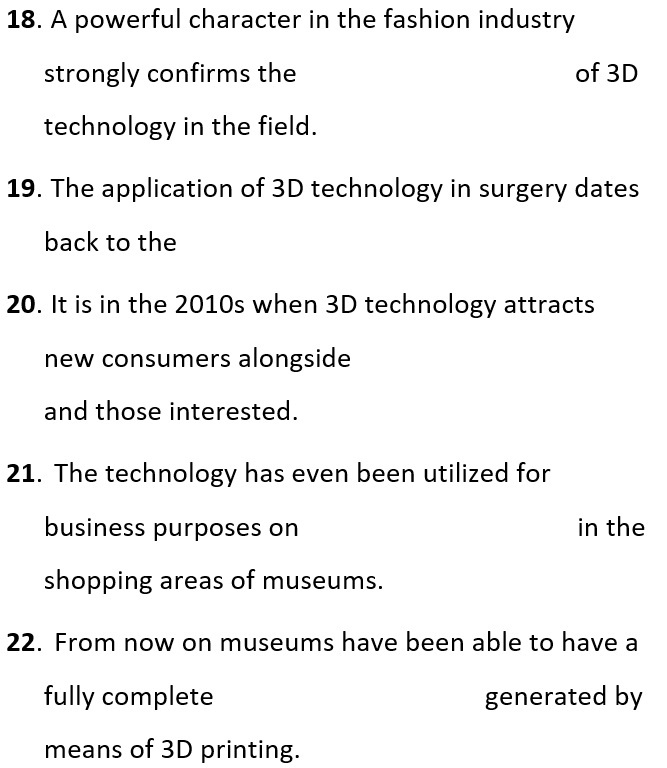 18. A powerful character in the fashion industry
strongly confirms the of 3D
technology in the field.
19. The application of 3D technology in surgery dates
back to the
20. It is in the 2010s when 3D technology attracts
new consumers alongside
and those interested.
21. The technology has even been utilized for
business purposes on in the
shopping areas of museums.
22. From now on museums have been able to have a
fully complete generated by
means of 3D printing.